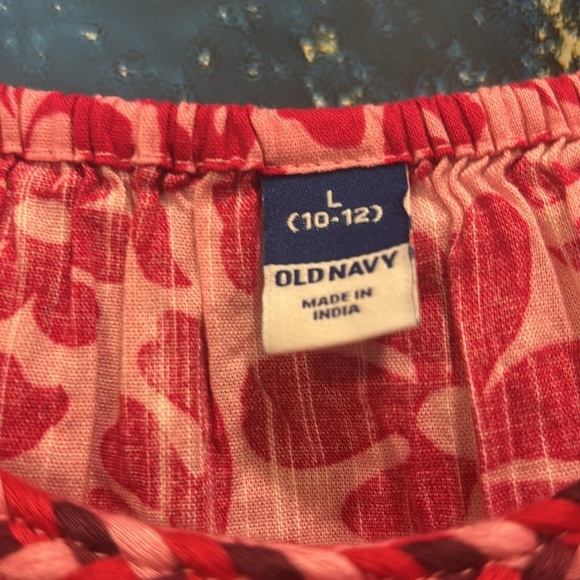 L
(10-12)
OLD NAVY
MADE IN
INDIA